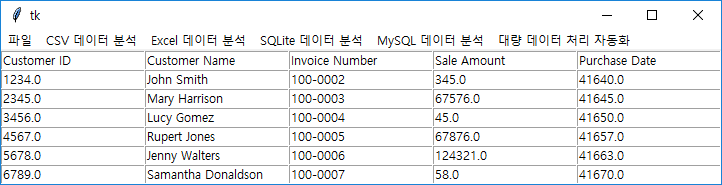 tk
파일 CSV 데이터 분석 Excel 데이터 분석 SQLite 데이터 분석 MySQL 데이터 분석 대량 데이터 처리 자동화
Customer ID Customer Name Invoice Number Sale Amount Purchase Date
1234.0 John Smith 100-0002 345.0 41640.0
2345.0 Mary Harrison 100-0003 67576.0 41645.0
3456.0 Lucy Gomez 100-0004 45.0 41650.0
4567.0 Rupert Jones 100-0005 67876.0 41657.0
5678.0 Jenny Walters 100-0006 124321.0 41663.0
6789.0 Samantha Donaldson 100-0007 58.0 41670.0